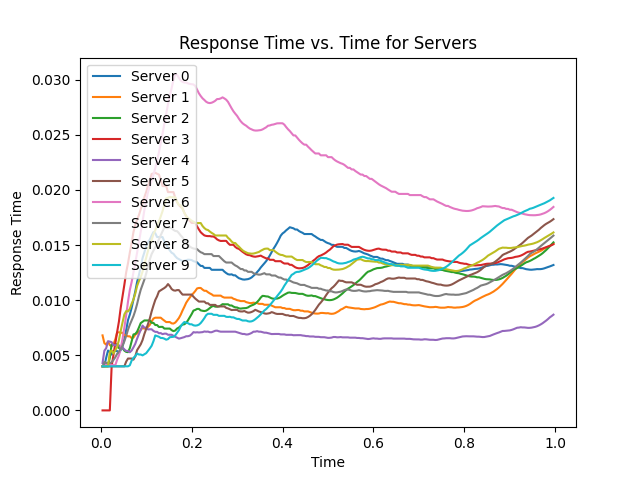 Response Time vs. Time for Servers
Response Time
0.030
0.025
0.020
0.015
0.010
0.005
0.000
Server 0
Server 1
Server 2
Server 3
Server 4
Server 5
Server 6
Server 7
Server 8
Server 9
0.0 0.2 0.4 0.6 0.8 1.0
Time